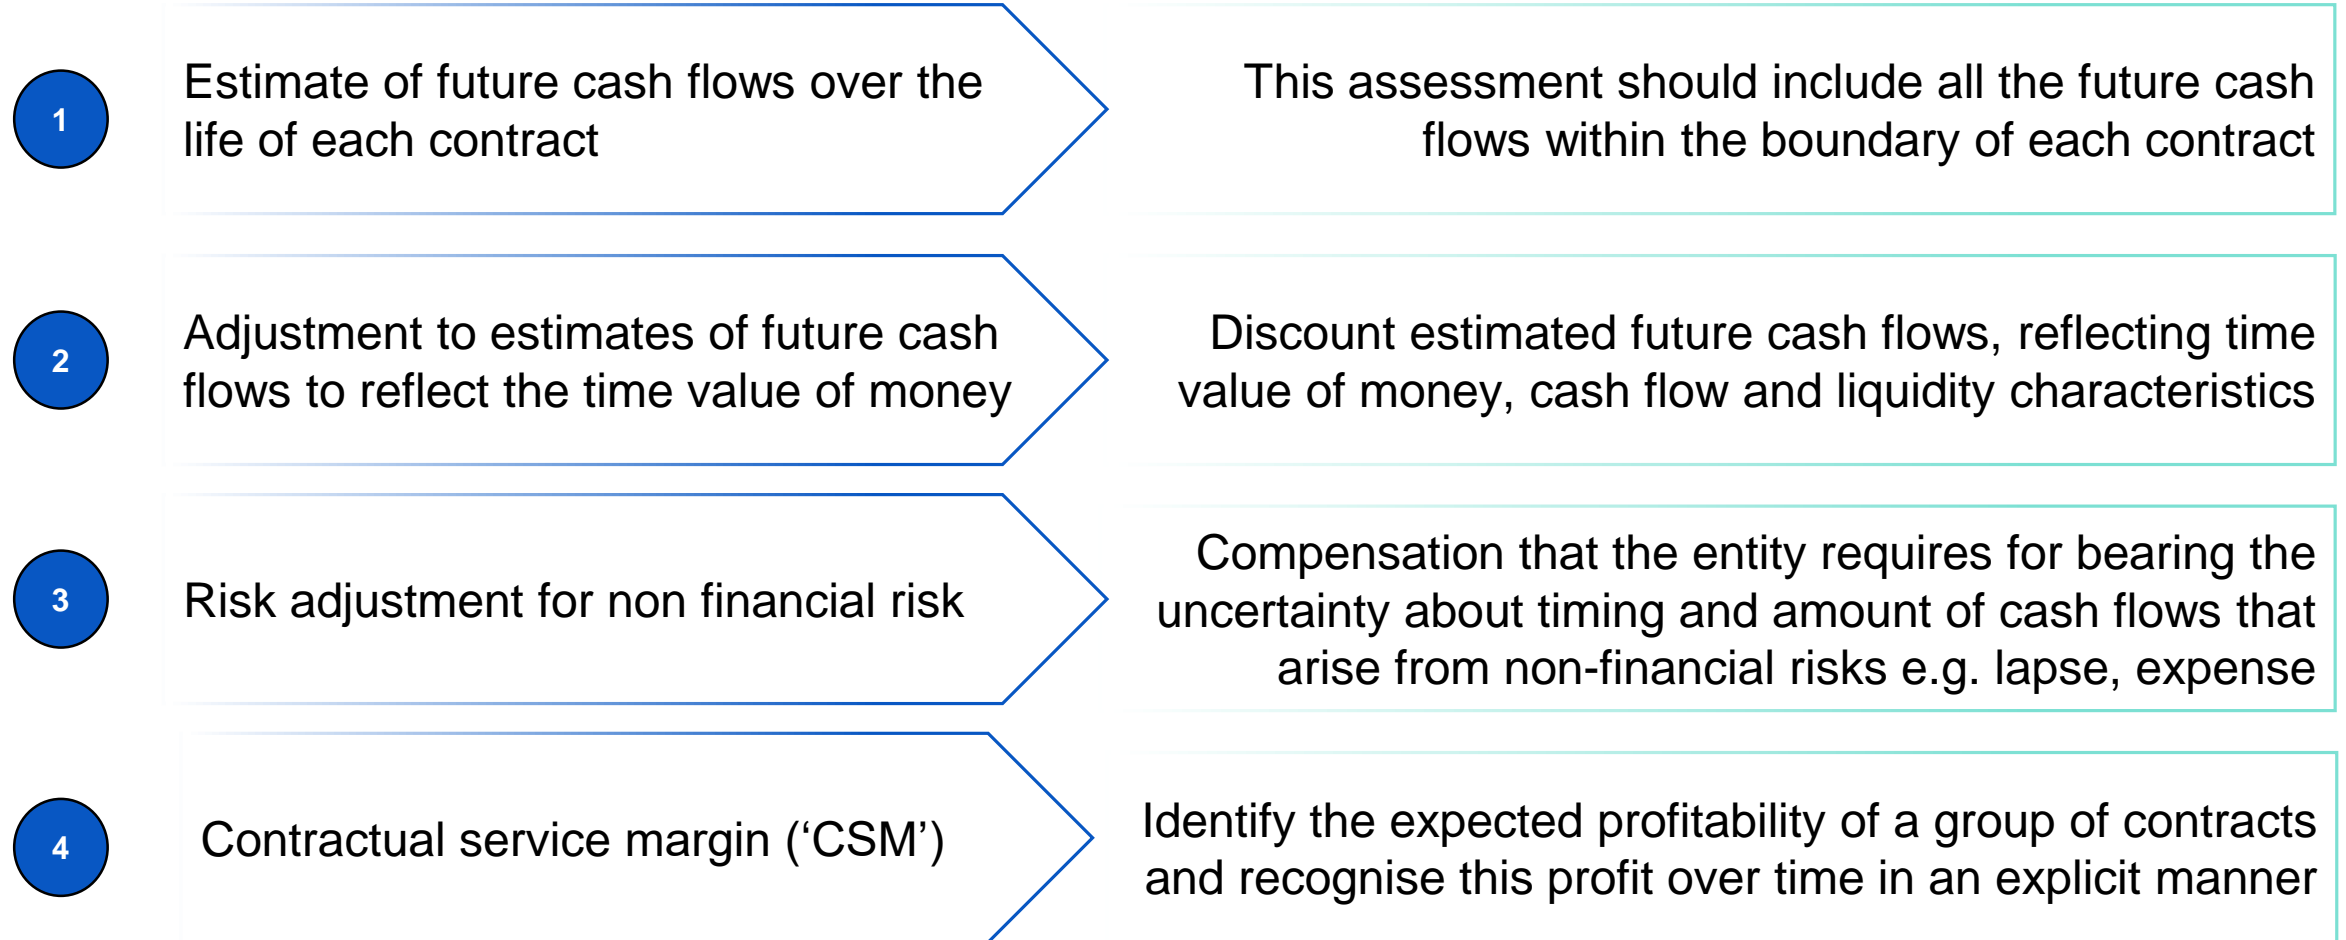 1
Estimate of future cash flows over the
life of each contract
This assessment should include all the future cash
flows within the boundary of each contract
2
Adjustment to estimates of future cash
flows to reflect the time value of money
Discount estimated future cash flows, reflecting time
value of money, cash flow and liquidity characteristics
3
Risk adjustment for non financial risk
Compensation that the entity requires for bearing the
uncertainty about timing and amount of cash flows that
arise from non-financial risks e.g. lapse, expense
4
Contractual service margin (‘CSM’)
Identify the expected profitability of a group of contracts
and recognise this profit over time in an explicit manner